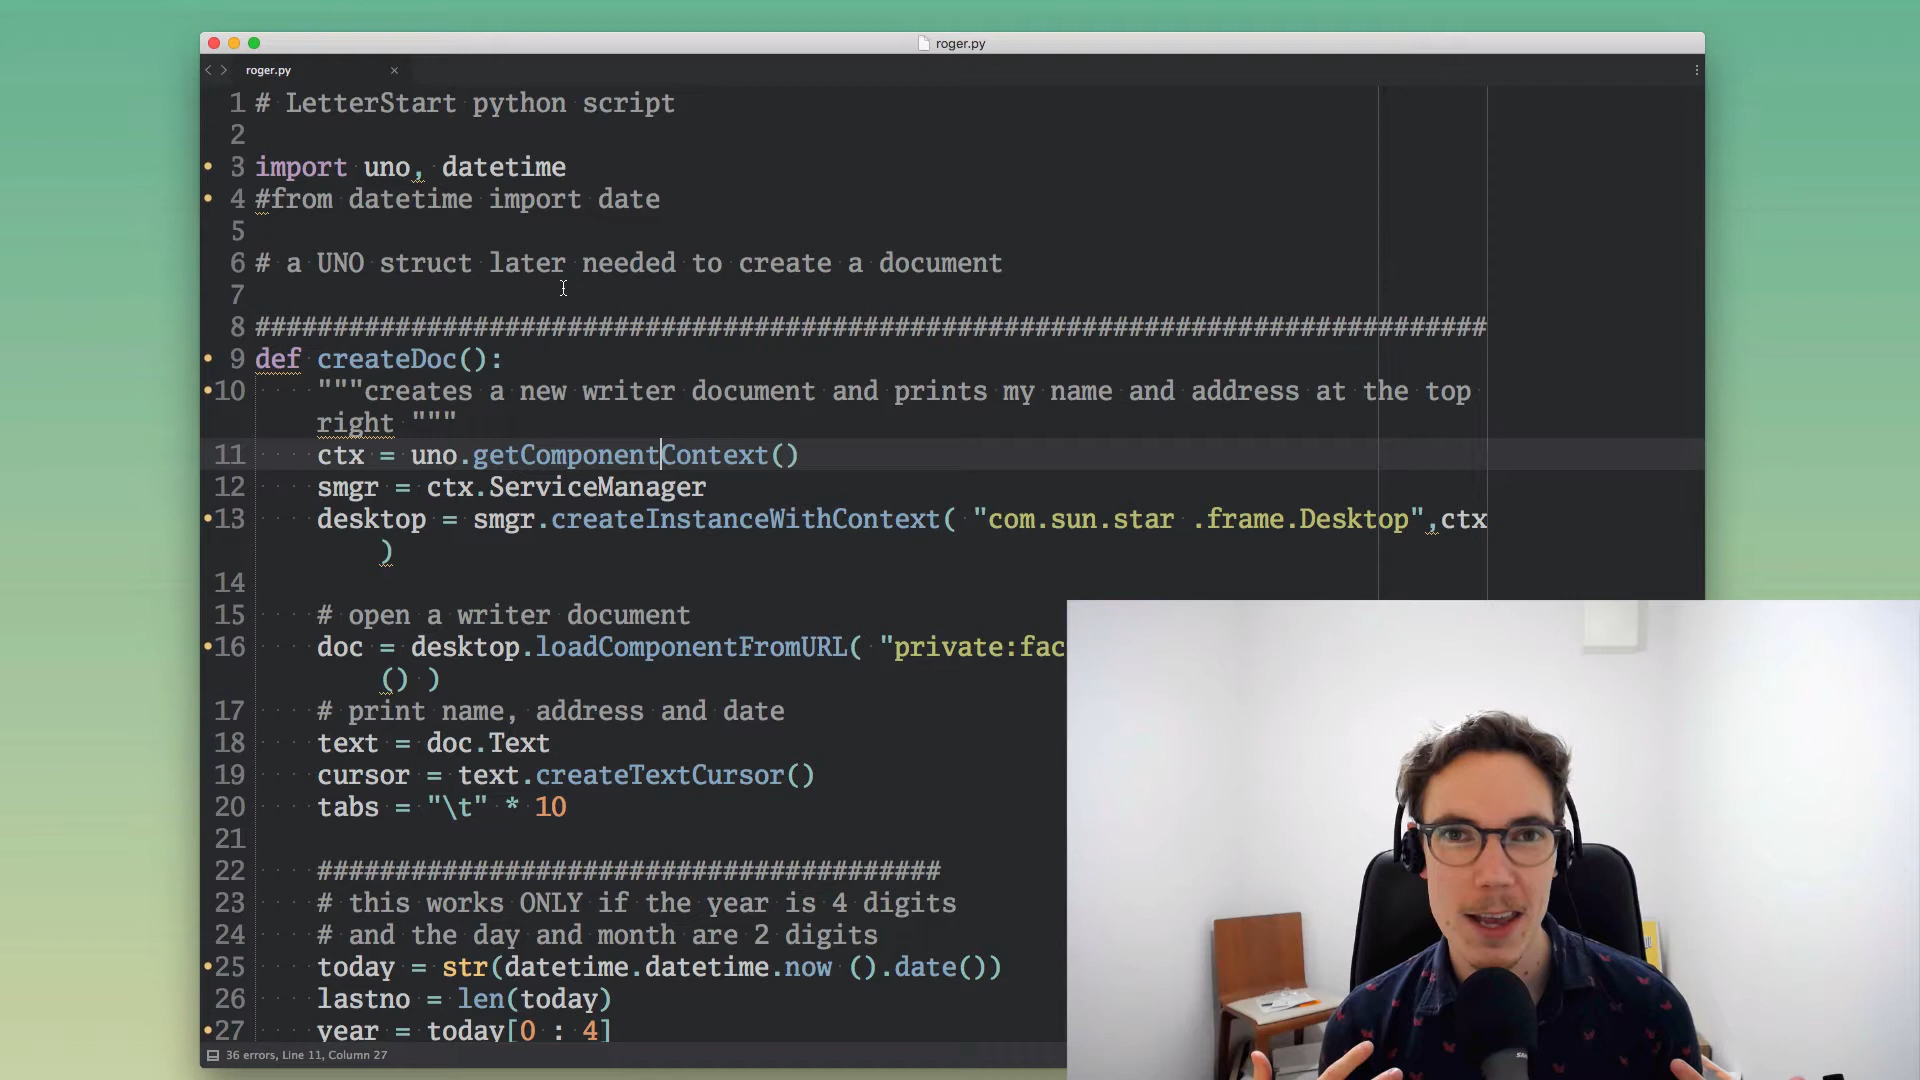 roger.py
roger.py
1 # LetterStart python script
2
3 import uno, datetime
4 #from datetime import date
5
6 # a UNO struct later needed to create a document
7
8 ###############################################################################
9 def createDoc():
10 """creates a new writer document and prints my name and address at the top
right """
11 ctx = uno.getComponentContext()
12 smgr = ctx.ServiceManager
13 desktop = smgr.createInstanceWithContext( "com.sun.star .frame.Desktop",ctx
)
14
15 # open a writer document
16 doc = desktop.loadComponentFromURL( "private:fac
() )
17 # print name, address and date
18 text = doc.Text
19 cursor = text.createTextCursor()
20 tabs = "\t" * 10
21
22 ########################################
23 # this works ONLY if the year is 4 digits
24 # and the day and month are 2 digits
25 today = str(datetime.datetime.now ().date())
26 lastno = len(today)
27 year = today[0 : 4]
36 errors, Line 11, Column 27